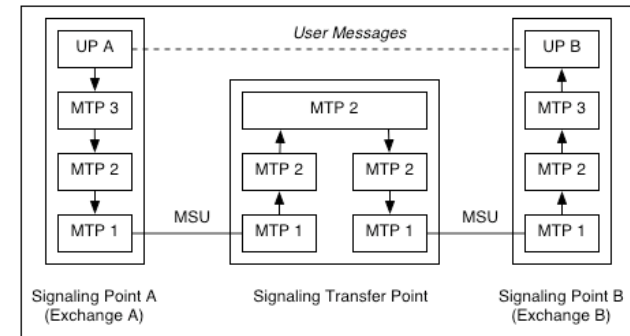 User Messages
UP A
UP B
MTP 3
MTP 2
MTP 3
MTP 2
MTP 2
MTP 2
MTP 2
MSU
MSU
MTP 1
MTP 1
MTP 1
MTP 1
Signaling Point A
(Exchange A)
Signaling Transfer Point
Signaling Point B
(Exchange B)